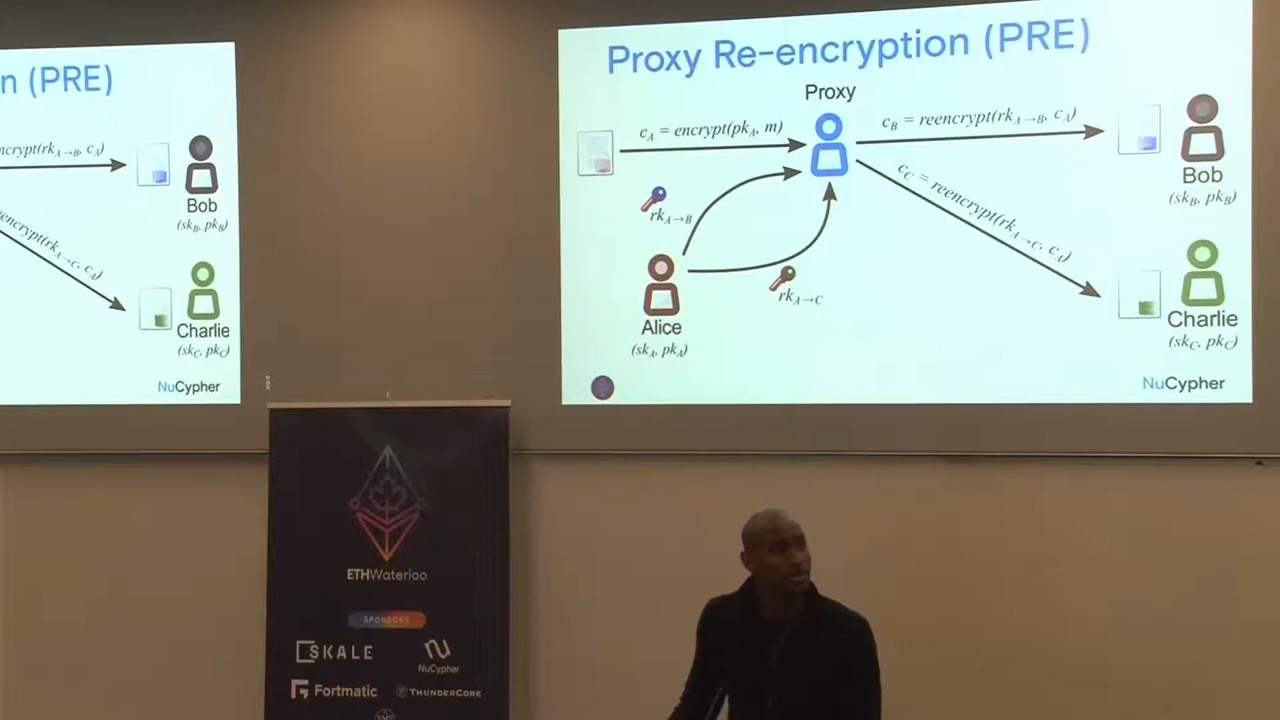 n (PRE)
ncrypt(rk_A→B, c_A)
Bob
(sk_B, pk_B)
encrypt(rk_A→C, c_A)
Charlie
(sk_C, pk_C)
NuCypher
Proxy Re-encryption (PRE)
Proxy
c_A = encrypt(pk_A, m)
c_B = reencrypt(rk_A→B, c_A)
rk_A→B
c_C = reencrypt(rk_A→C, c_A)
Bob
(sk_B, pk_B)
rk_A→C
Alice
(sk_A, pk_A)
Charlie
(sk_C, pk_C)
NuCypher
ETHWaterloo
SPONSORS
SKALE
NuCypher
Fortmatic
THUNDERCORE